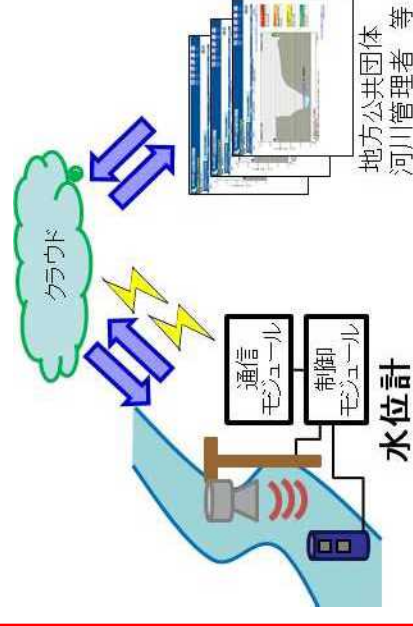 クラウド
通信
モジュール
制御
モジュール
水位計
地方公共団体
河川管理者 等